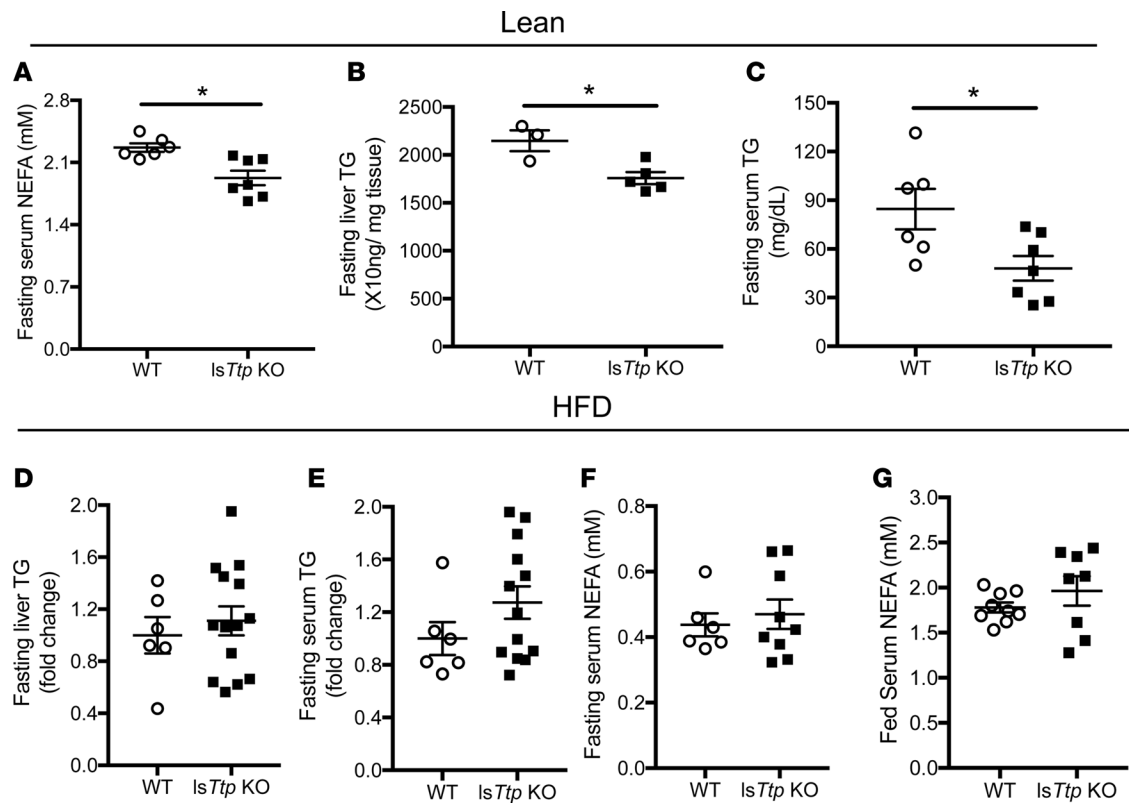 Lean
A
Fasting serum NEFA (mM)
2.8
2.1
1.4
0.7
0.0
*
WT
lsTtp KO
B
Fasting liver TG
(X10ng/ mg tissue)
2500
2000
1500
1000
500
0
*
WT
lsTtp KO
C
Fasting serum TG
(mg/dL)
150
120
90
60
30
0
*
WT
lsTtp KO
HFD
D
Fasting liver TG
(fold change)
2.0
1.6
1.2
0.8
0.4
0.0
WT
lsTtp KO
E
Fasting serum TG
(fold change)
2.0
1.6
1.2
0.8
0.4
0.0
WT
lsTtp KO
F
Fasting serum NEFA (mM)
0.8
0.6
0.4
0.2
0.0
WT
lsTtp KO
G
Fed Serum NEFA (mM)
3.0
2.5
2.0
1.5
1.0
0.5
0.0
WT
lsTtp KO